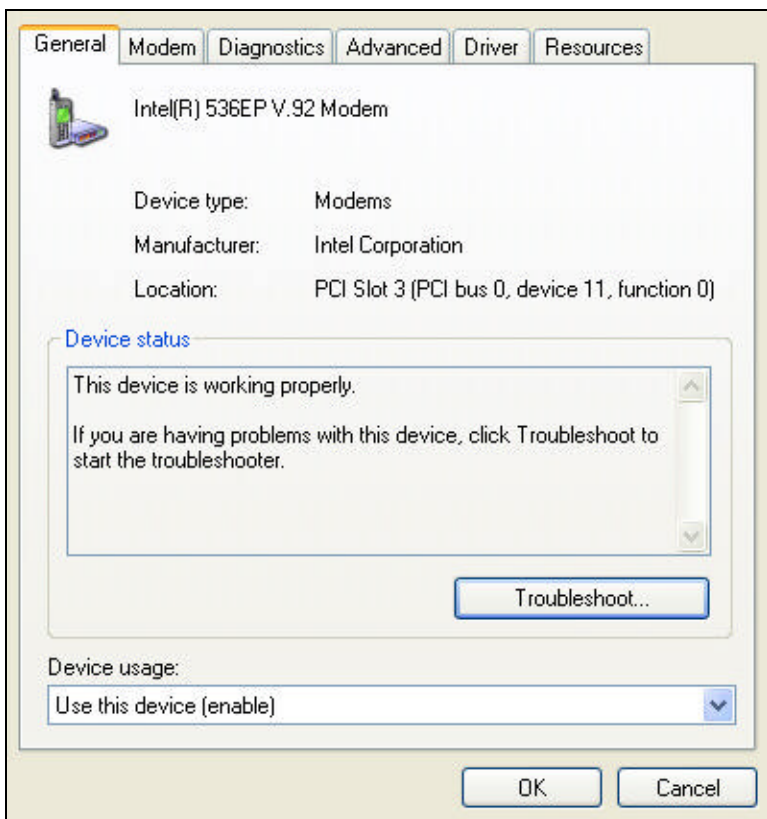 General Modem Diagnostics Advanced Driver Resources
Intel(R) 536EP V.92 Modem
Device type: Modems
Manufacturer: Intel Corporation
Location: PCI Slot 3 (PCI bus 0, device 11, function 0)
Device status
This device is working properly.
If you are having problems with this device, click Troubleshoot to
start the troubleshooter.
Troubleshoot...
Device usage:
Use this device (enable)
OK Cancel